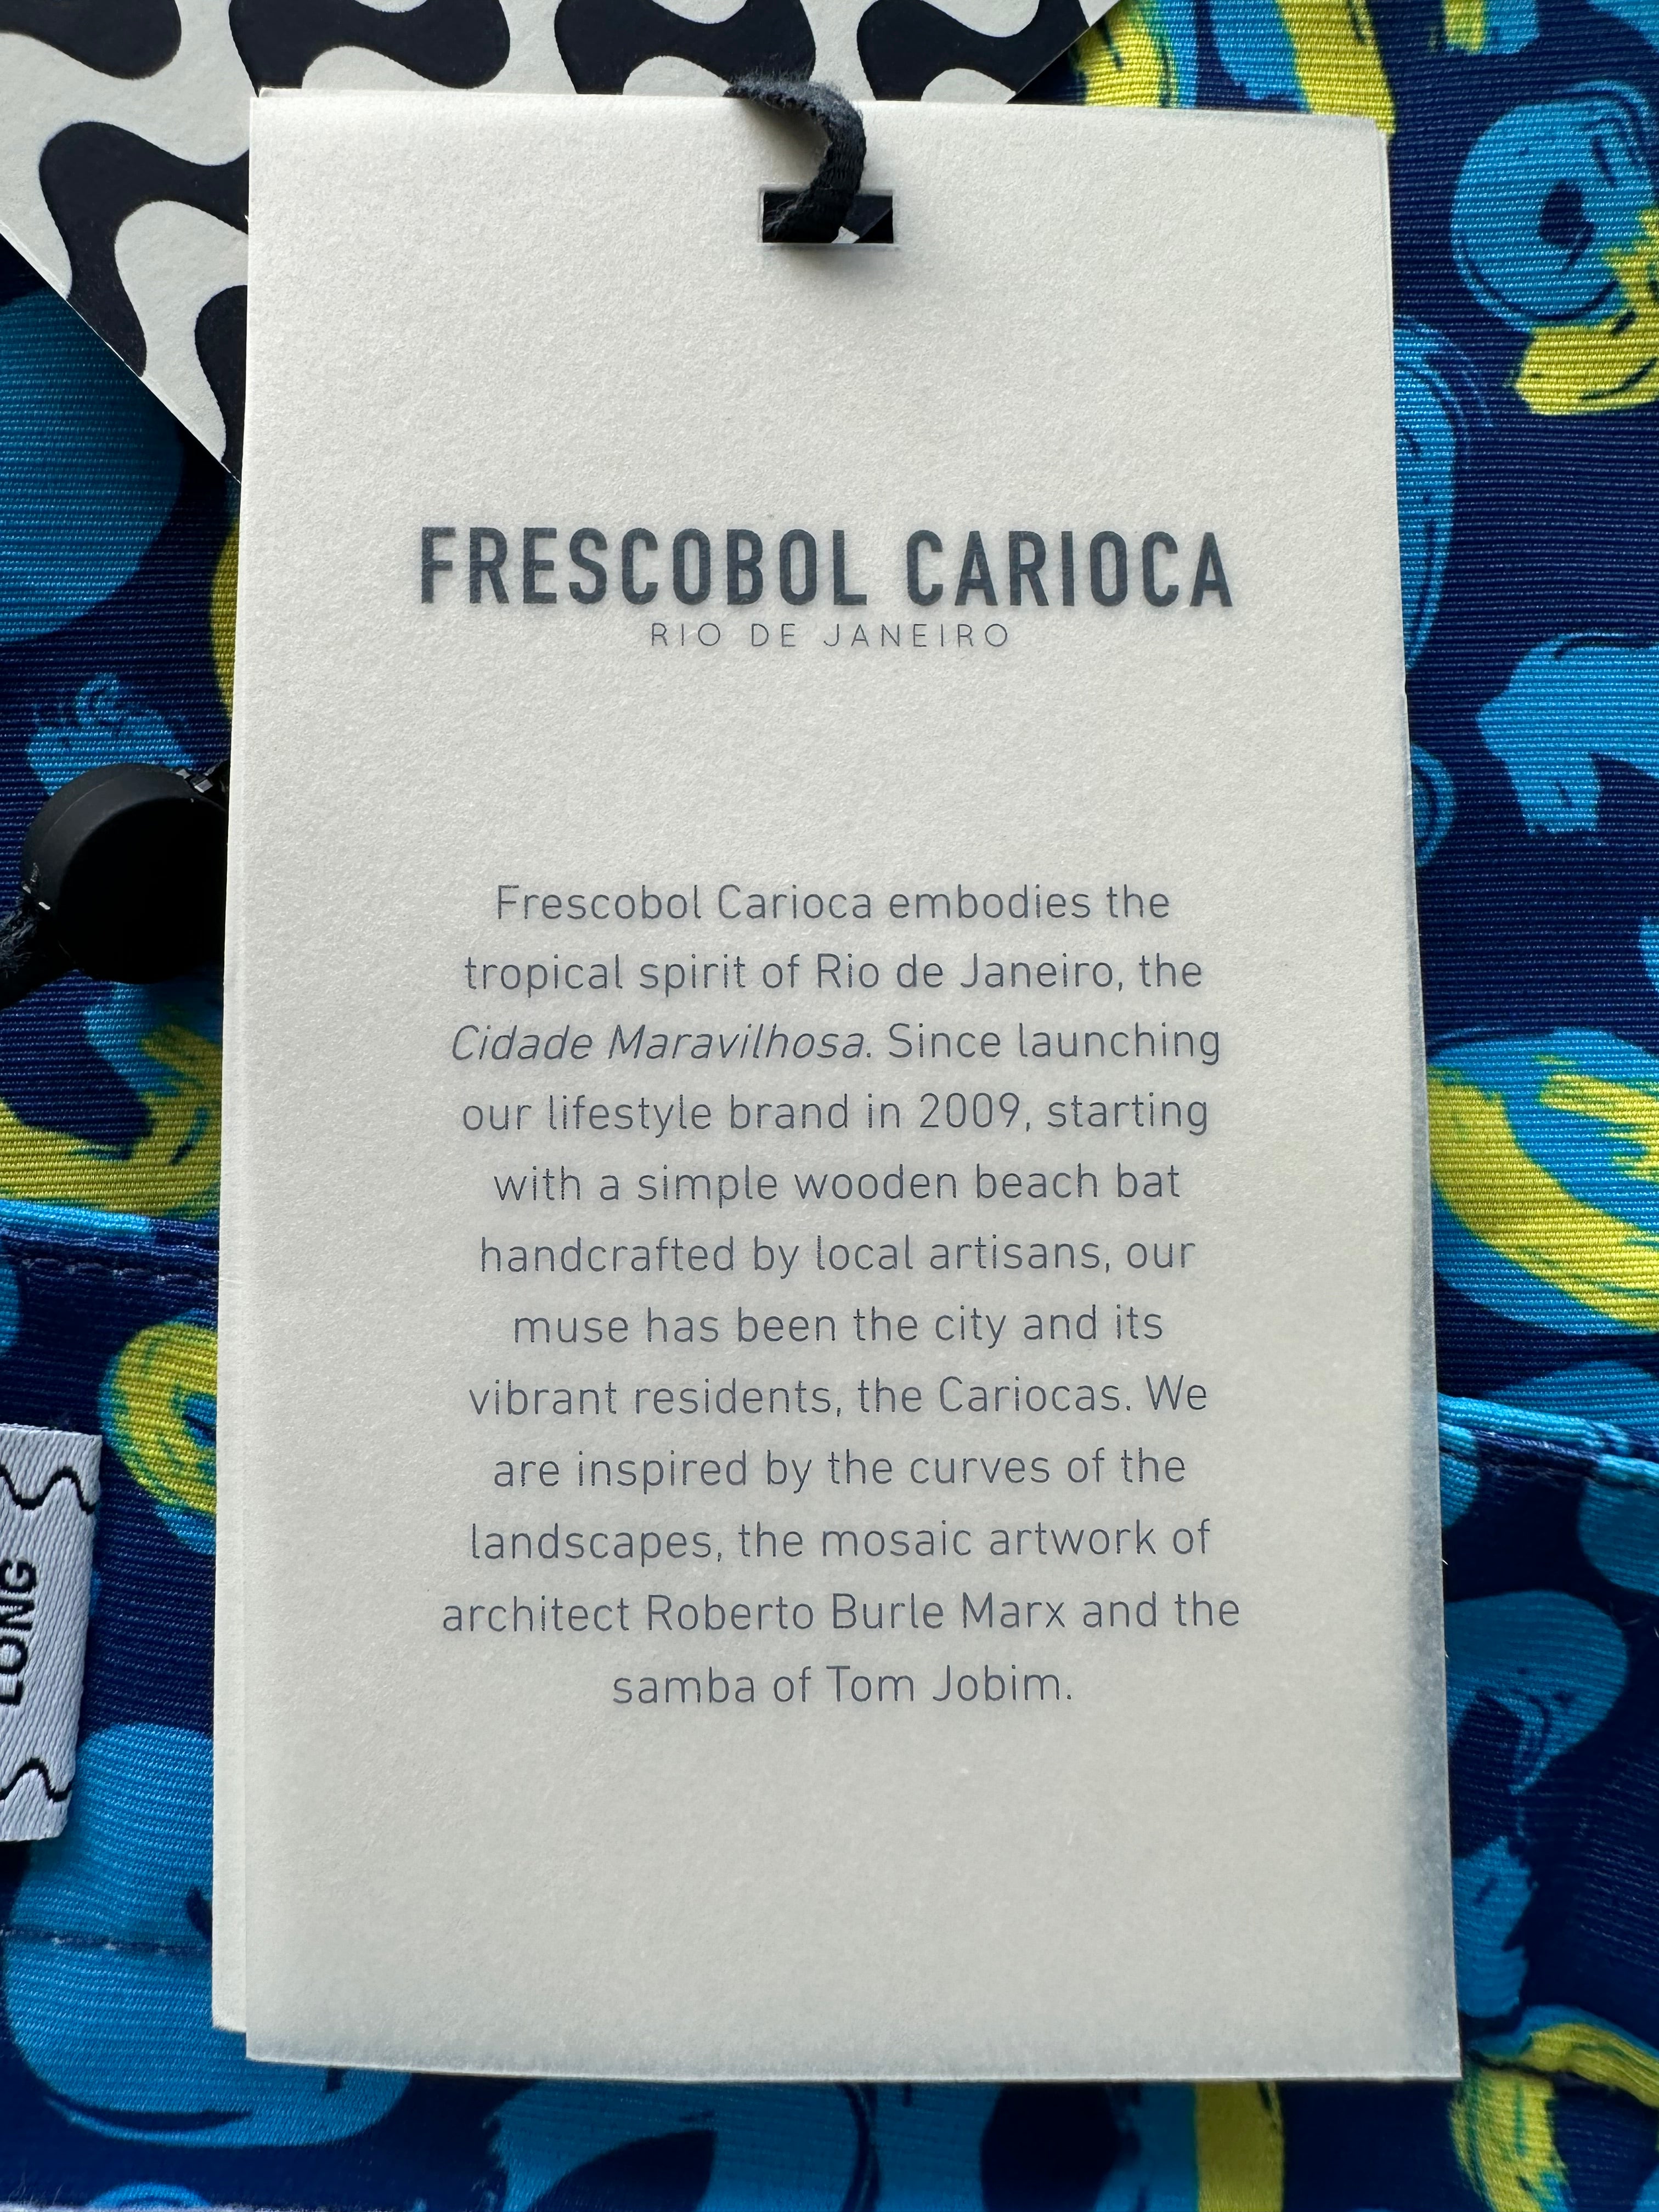 FRESCOBOL CARIOCA
RIO DE JANEIRO
Frescobol Carioca embodies the
tropical spirit of Rio de Janeiro, the
Cidade Maravilhosa. Since launching
our lifestyle brand in 2009, starting
with a simple wooden beach bat
handcrafted by local artisans, our
muse has been the city and its
vibrant residents, the Cariocas. We
are inspired by the curves of the
landscapes, the mosaic artwork of
architect Roberto Burle Marx and the
samba of Tom Jobim.
LONG